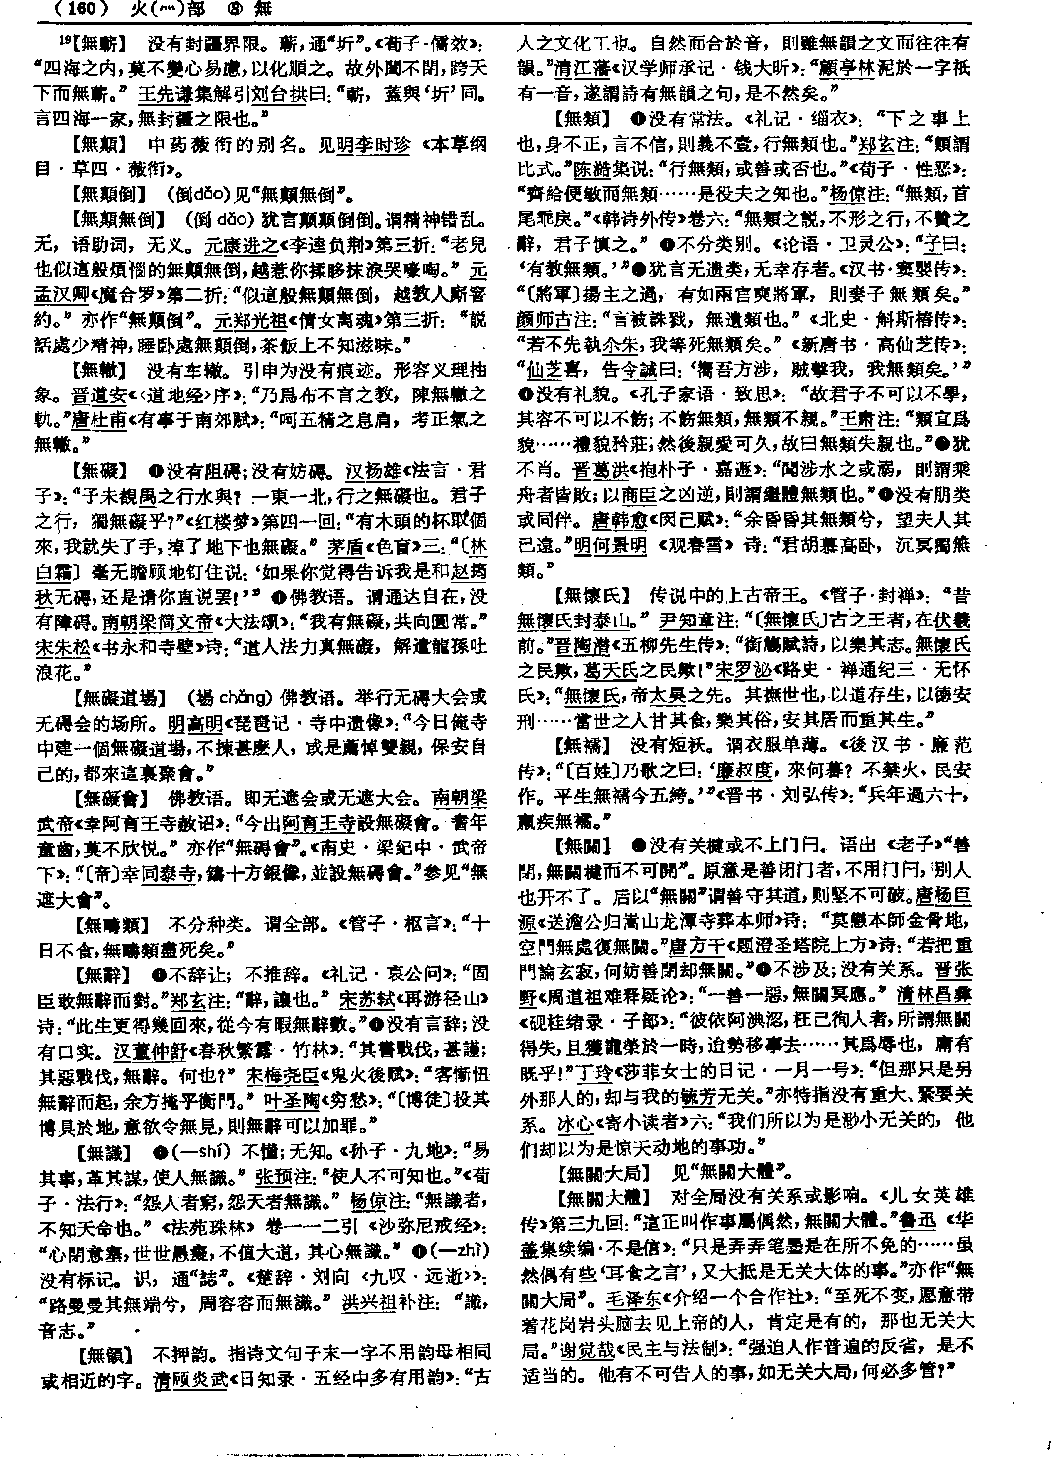 （160） 火(灬)部 ⑧ 無
¹⁹【無蘄】 没有封疆界限。蘄，通“圻”。《荀子·儒效》：
“四海之内，莫不變心易慮，以化順之。故外闔不閉，跨天
下而無蘄。” 王先谦集解引刘台拱曰：“蘄，蓋與‘圻’同。
言四海一家，無封疆之限也。”
【無顛】 中药薇衔的别名。见明李时珍《本草纲
目·草四·薇衔》。
【無顛倒】 (倒dǎo)见“無顛無倒”。
【無顛無倒】 (倒 dǎo) 犹言颠颠倒倒。谓精神错乱。
无，语助词，无义。元康进之《李逵负荆》第三折：“老兒
也似這般煩惱的無顛無倒，越惹你揉眵抹淚哭嚎啕。” 元
孟汉卿《魔合罗》第二折：“似這般無顛無倒，越教人廝窨
約。” 亦作“無顛倒”。元郑光祖《倩女离魂》第三折：“説
話處少精神，睡卧處無顛倒，茶飯上不知滋味。”
【無轍】 没有车辙。引申为没有痕迹。形容义理抽
象。晋道安《〈道地经〉序》：“乃爲布不言之教，陳無轍之
軌。”唐杜甫《有事于南郊赋》：“呵五精之息肩，考正氣之
無轍。”
【無礙】 ❶没有阻碍；没有妨碍。汉扬雄《法言·君
子》：“子未覩禹之行水與？一東一北，行之無礙也。君子
之行，獨無礙乎？”《红楼梦》第四一回：“有木頭的杯取個
來，我就失了手，掉了地下也無礙。” 茅盾《色盲》三：“〔林
白霜〕毫无瞻顾地钉住说：‘如果你觉得告诉我是和赵筠
秋无碍，还是请你直说罢！’” ❷佛教语。谓通达自在，没
有障碍。南朝梁简文帝《大法頌》：“我有無礙，共向圓常。”
宋朱松《书永和寺壁》诗：“道人法力真無礙，解遣龍孫吐
浪花。”
【無礙道場】 (場 chǎng) 佛教语。举行无碍大会或
无碍会的场所。明高明《琵琶记·寺中遗像》：“今日俺寺
中建一個無礙道場，不揀甚麽人，或是薦悼雙親，保安自
己的，都來這裏聚會。”
【無礙會】 佛教语。即无遮会或无遮大会。南朝梁
武帝《幸阿育王寺赦诏》：“今出阿育王寺設無礙會。耆年
童齒，莫不欣悦。” 亦作“無碍會”。《南史·梁纪中·武帝
下》：“〔帝〕幸同泰寺，鑄十方銀像，並設無碍會。”参见“無
遮大會”。
【無疇類】 不分种类。谓全部。《管子·枢言》：“十
日不食，無疇類盡死矣。”
【無辭】 ❶不辞让；不推辞。《礼记·哀公问》：“固
臣敢無辭而對。”郑玄注：“辭，讓也。” 宋苏轼《再游径山》
诗：“此生更得幾回來，從今有暇無辭數。”❷没有言辞；没
有口实。汉董仲舒《春秋繁露·竹林》：“其書戰伐，甚謹；
其惡戰伐，無辭。何也？” 宋梅尧臣《鬼火後赋》：“客慚忸
無辭而起，余方掩乎衡門。” 叶圣陶《穷愁》：“〔博徒〕投其
博具於地，意欲令無見，則無辭可以加罪。”
【無識】 ❶(—shí) 不懂；无知。《孙子·九地》：“易
其事，革其謀，使人無識。” 张预注：“使人不可知也。”《荀
子·法行》：“怨人者窮，怨天者無識。” 杨倞注：“無識者，
不知天命也。” 《法苑珠林》卷一一二引《沙弥尼戒经》：
“心閉意塞，世世愚癡，不值大道，其心無識。” ❷(—zhì)
没有标记。识，通“誌”。《楚辞·刘向〈九叹·远逝〉》：
“路曼曼其無端兮，周容容而無識。” 洪兴祖补注：“識，
音志。”
【無韻】 不押韵。指诗文句子末一字不用韵母相同
或相近的字。清顾炎武《日知录·五经中多有用韵》：“古
人之文化工也。自然而合於音，則雖無韻之文而往往有
韻。”清江藩《汉学师承记·钱大昕》：“顧亭林泥於一字祇
有一音，遂謂詩有無韻之句，是不然矣。”
【無類】 ❶没有常法。《礼记·缁衣》：“下之事上
也，身不正，言不信，則義不壹，行無類也。”郑玄注：“類謂
比式。”陈澔集说：“行無類，或善或否也。”《荀子·性恶》：
“齊給便敏而無類……是役夫之知也。”杨倞注：“無類，首
尾乖戾。”《韩诗外传》卷六：“無類之説，不形之行，不贊之
辭，君子慎之。” ❷不分类别。《论语·卫灵公》：“子曰：
‘有教無類。’”❸犹言无遗类，无幸存者。《汉书·窦婴传》：
“〔將軍〕揚主之過，有如兩宫奭將軍，則妻子無類矣。”
颜师古注：“言被誅戮，無遺類也。” 《北史·斛斯椿传》：
“若不先執尒朱，我等死無類矣。” 《新唐书·高仙芝传》：
“仙芝喜，告令誠曰：‘嚮吾方涉，賊擊我，我無類矣。’”
❹没有礼貌。《孔子家语·致思》：“故君子不可以不學，
其容不可以不飭；不飭無類，無類不親。”王肃注：“類宜爲
貌……禮貌矜莊，然後親愛可久，故曰無類失親也。”❺犹
不肖。晋葛洪《抱朴子·嘉遯》：“聞涉水之或溺，則謂乘
舟者皆敗；以商臣之凶逆，則謂繼體無類也。”❻没有朋类
或同伴。唐韩愈《闵己赋》：“余昏昏其無類兮，望夫人其
已遠。”明何景明《观春雪》诗：“君胡慕高卧，沉冥獨無
類。”
【無懷氏】 传说中的上古帝王。《管子·封禅》：“昔
無懷氏封泰山。” 尹知章注：“〔無懷氏〕古之王者，在伏羲
前。”晋陶潜《五柳先生传》：“銜觴賦詩，以樂其志。無懷氏
之民歟，葛天氏之民歟！”宋罗泌《路史·禅通纪三·无怀
氏》：“無懷氏，帝太昊之先。其撫世也，以道存生，以德安
刑……當世之人甘其食，樂其俗，安其居而重其生。”
【無襦】 没有短袄。谓衣服单薄。《後汉书·廉范
传》：“〔百姓〕乃歌之曰：‘廉叔度，來何暮？不禁火，民安
作。平生無襦今五絝。’”《晋书·刘弘传》：“兵年過六十，
羸疾無襦。”
【無關】 ❶没有关楗或不上门闩。语出《老子》“善
閉，無關楗而不可開”。原意是善闭门者，不用门闩，别人
也开不了。后以“無關”谓善守其道，则坚不可破。唐杨巨
源《送澹公归嵩山龙潭寺葬本师》诗：“莫戀本師金骨地，
空門無處復無關。”唐方干《题澄圣塔院上方》诗：“若把重
門諭玄寂，何妨善閉却無關。”❷不涉及；没有关系。晋张
野《周道祖难释疑论》：“一善一惡，無關冥應。” 清林昌彝
《砚桂绪录·子部》：“彼依阿淟涊，枉己徇人者，所謂無關
得失，且獲寵榮於一時，迨勢移事去……其爲辱也，庸有
既乎！”丁玲《莎菲女士的日记·一月一号》：“但那只是另
外那人的，却与我的毓芳无关。”亦特指没有重大、紧要关
系。冰心《寄小读者》六：“我们所以为是渺小无关的，他
们却以为是惊天动地的事功。”
【無關大局】 见“無關大體”。
【無關大體】 对全局没有关系或影响。《儿女英雄
传》第三九回：“這正叫作事屬偶然，無關大體。”鲁迅《华
盖集续编·不是信》：“只是弄弄笔墨是在所不免的……虽
然偶有些‘耳食之言’，又大抵是无关大体的事。”亦作“無
關大局”。毛泽东《介绍一个合作社》：“至死不变，愿意带
着花岗岩头脑去见上帝的人，肯定是有的，那也无关大
局。”谢觉哉《民主与法制》：“强迫人作普遍的反省，是不
适当的。他有不可告人的事，如无关大局，何必多管？”